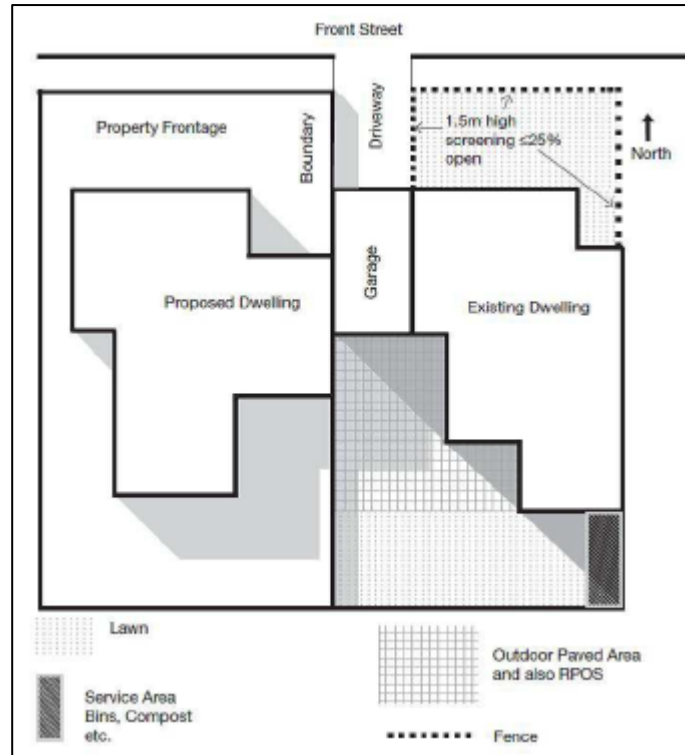 Front Street
Property Frontage
Boundary
Driveway
1.5m high
screening ≤25%
open
North
Garage
Proposed Dwelling
Existing Dwelling
Lawn
Service Area
Bins, Compost
etc.
Outdoor Paved Area
and also RPOS
Fence